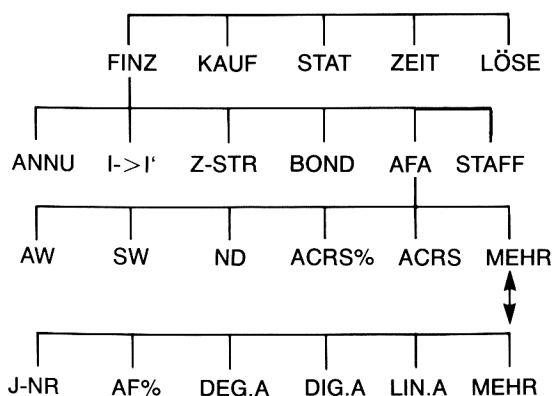 FINZ KAUF STAT ZEIT LÖSE
ANNU I->I' Z-STR BOND AFA STAFF
AW SW ND ACRS% ACRS MEHR
J-NR AF% DEG.A DIG.A LIN.A MEHR